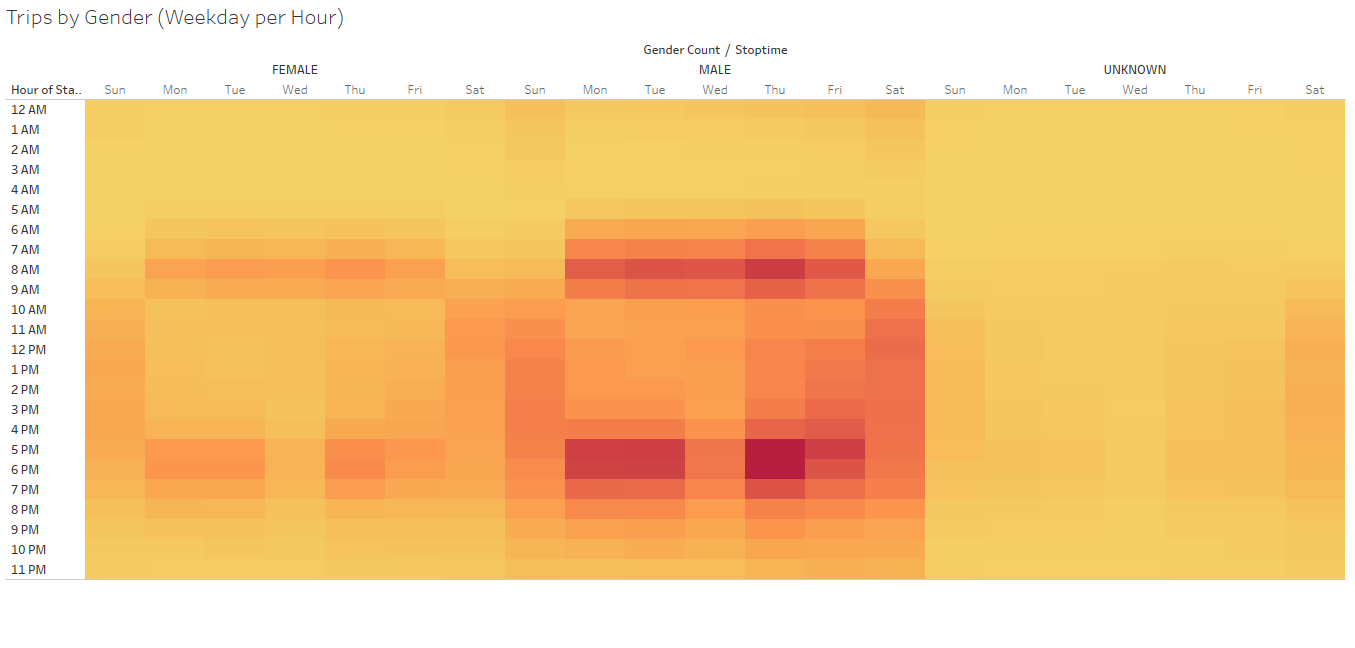 Trips by Gender (Weekday per Hour)
Gender Count / Stoptime
FEMALE MALE UNKNOWN
Hour of Sta.. Sun Mon Tue Wed Thu Fri Sat Sun Mon Tue Wed Thu Fri Sat Sun Mon Tue Wed Thu Fri Sat
12 AM
1 AM
2 AM
3 AM
4 AM
5 AM
6 AM
7 AM
8 AM
9 AM
10 AM
11 AM
12 PM
1 PM
2 PM
3 PM
4 PM
5 PM
6 PM
7 PM
8 PM
9 PM
10 PM
11 PM